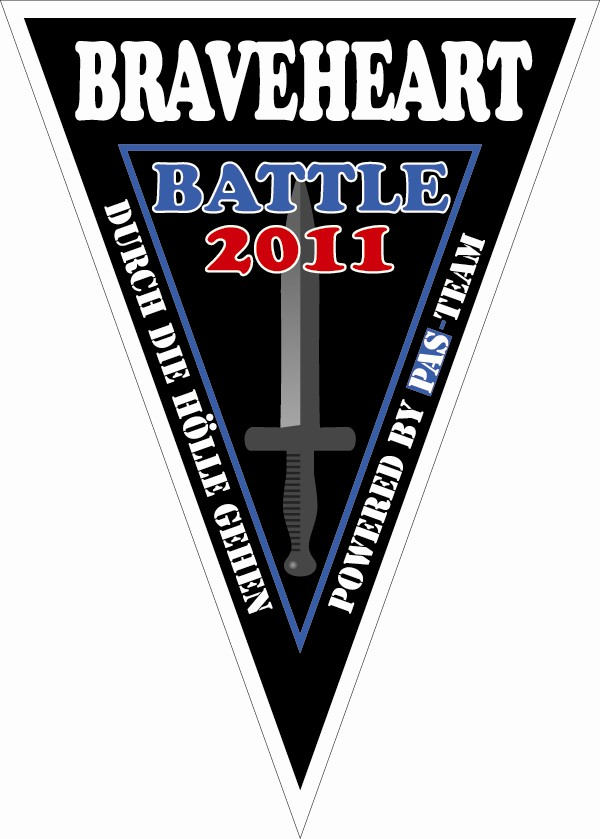 BRAVEHEART
BATTLE
2011
DURCH DIE HÖLLE GEHEN
POWERED BY PAS-TEAM